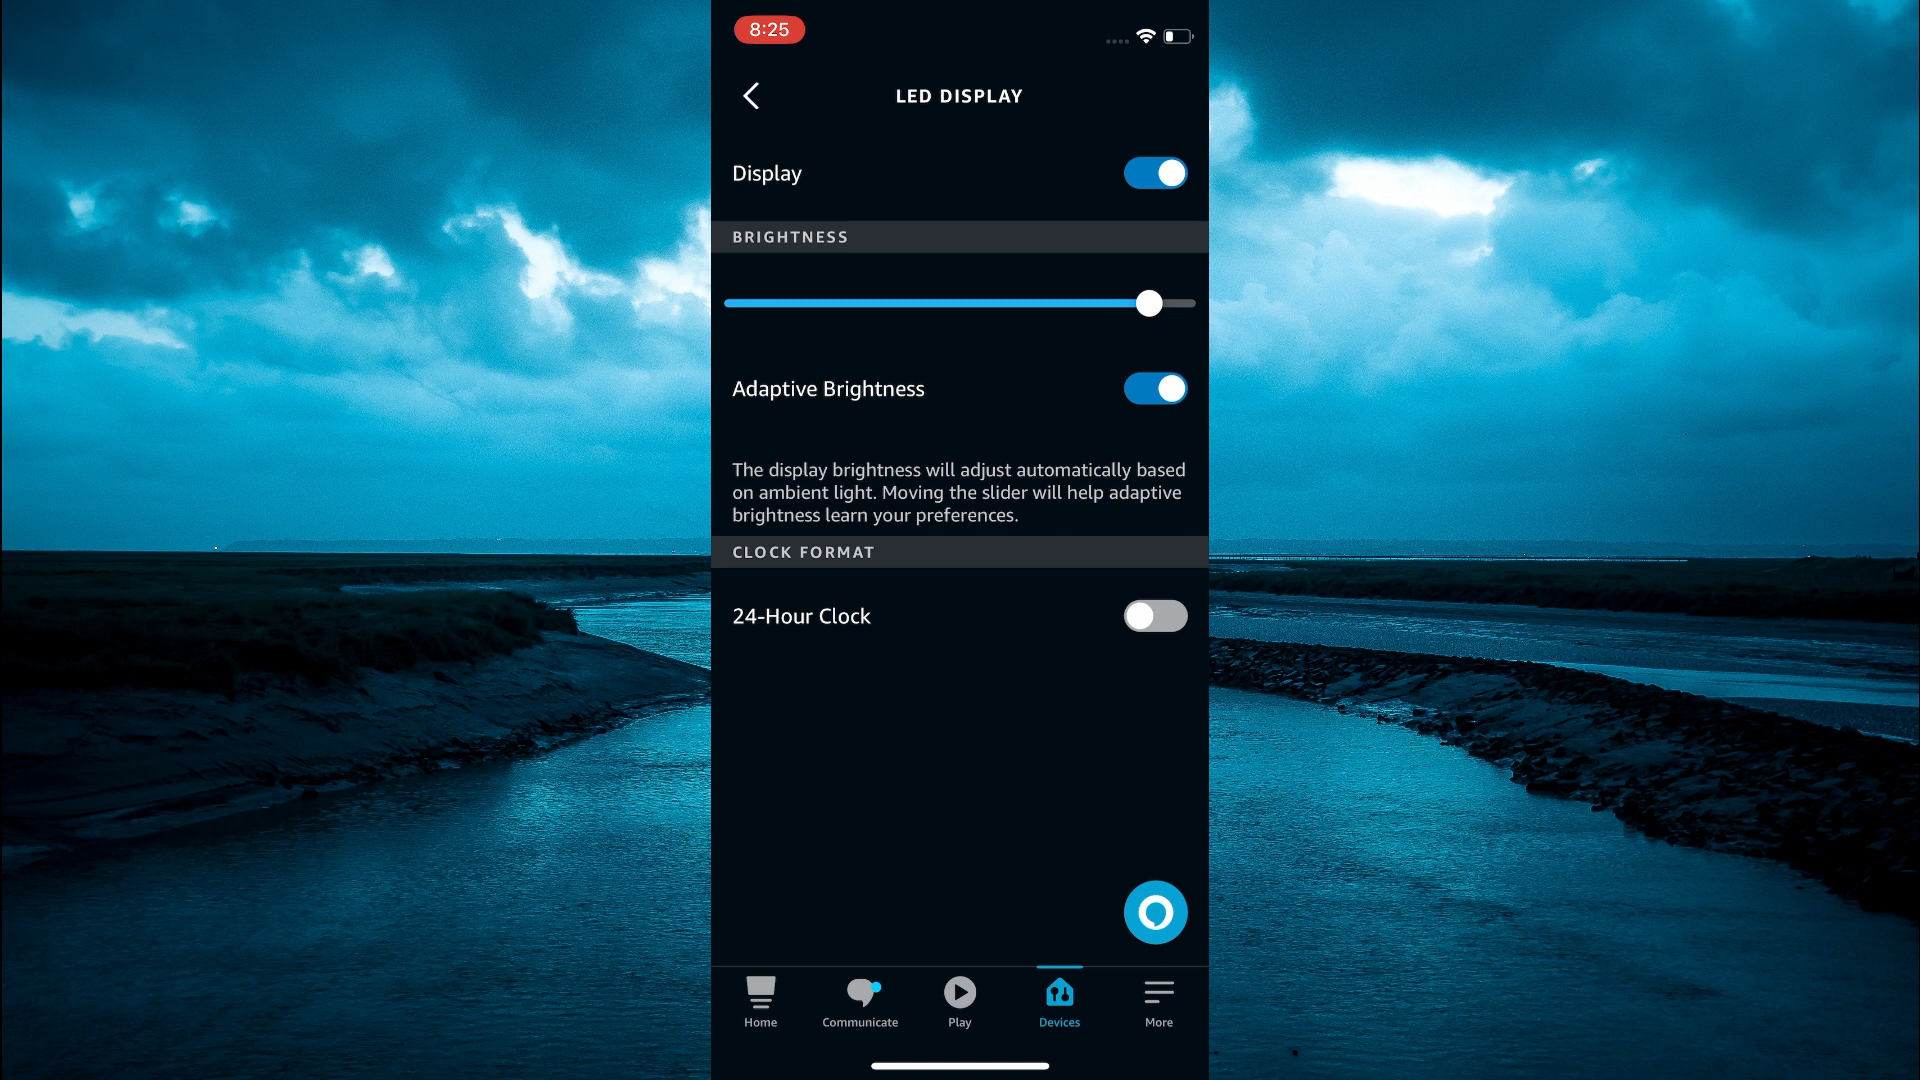 8:25
LED DISPLAY
Display
BRIGHTNESS
Adaptive Brightness
The display brightness will adjust automatically based
on ambient light. Moving the slider will help adaptive
brightness learn your preferences.
CLOCK FORMAT
24-Hour Clock
Home
Communicate
Play
Devices
More